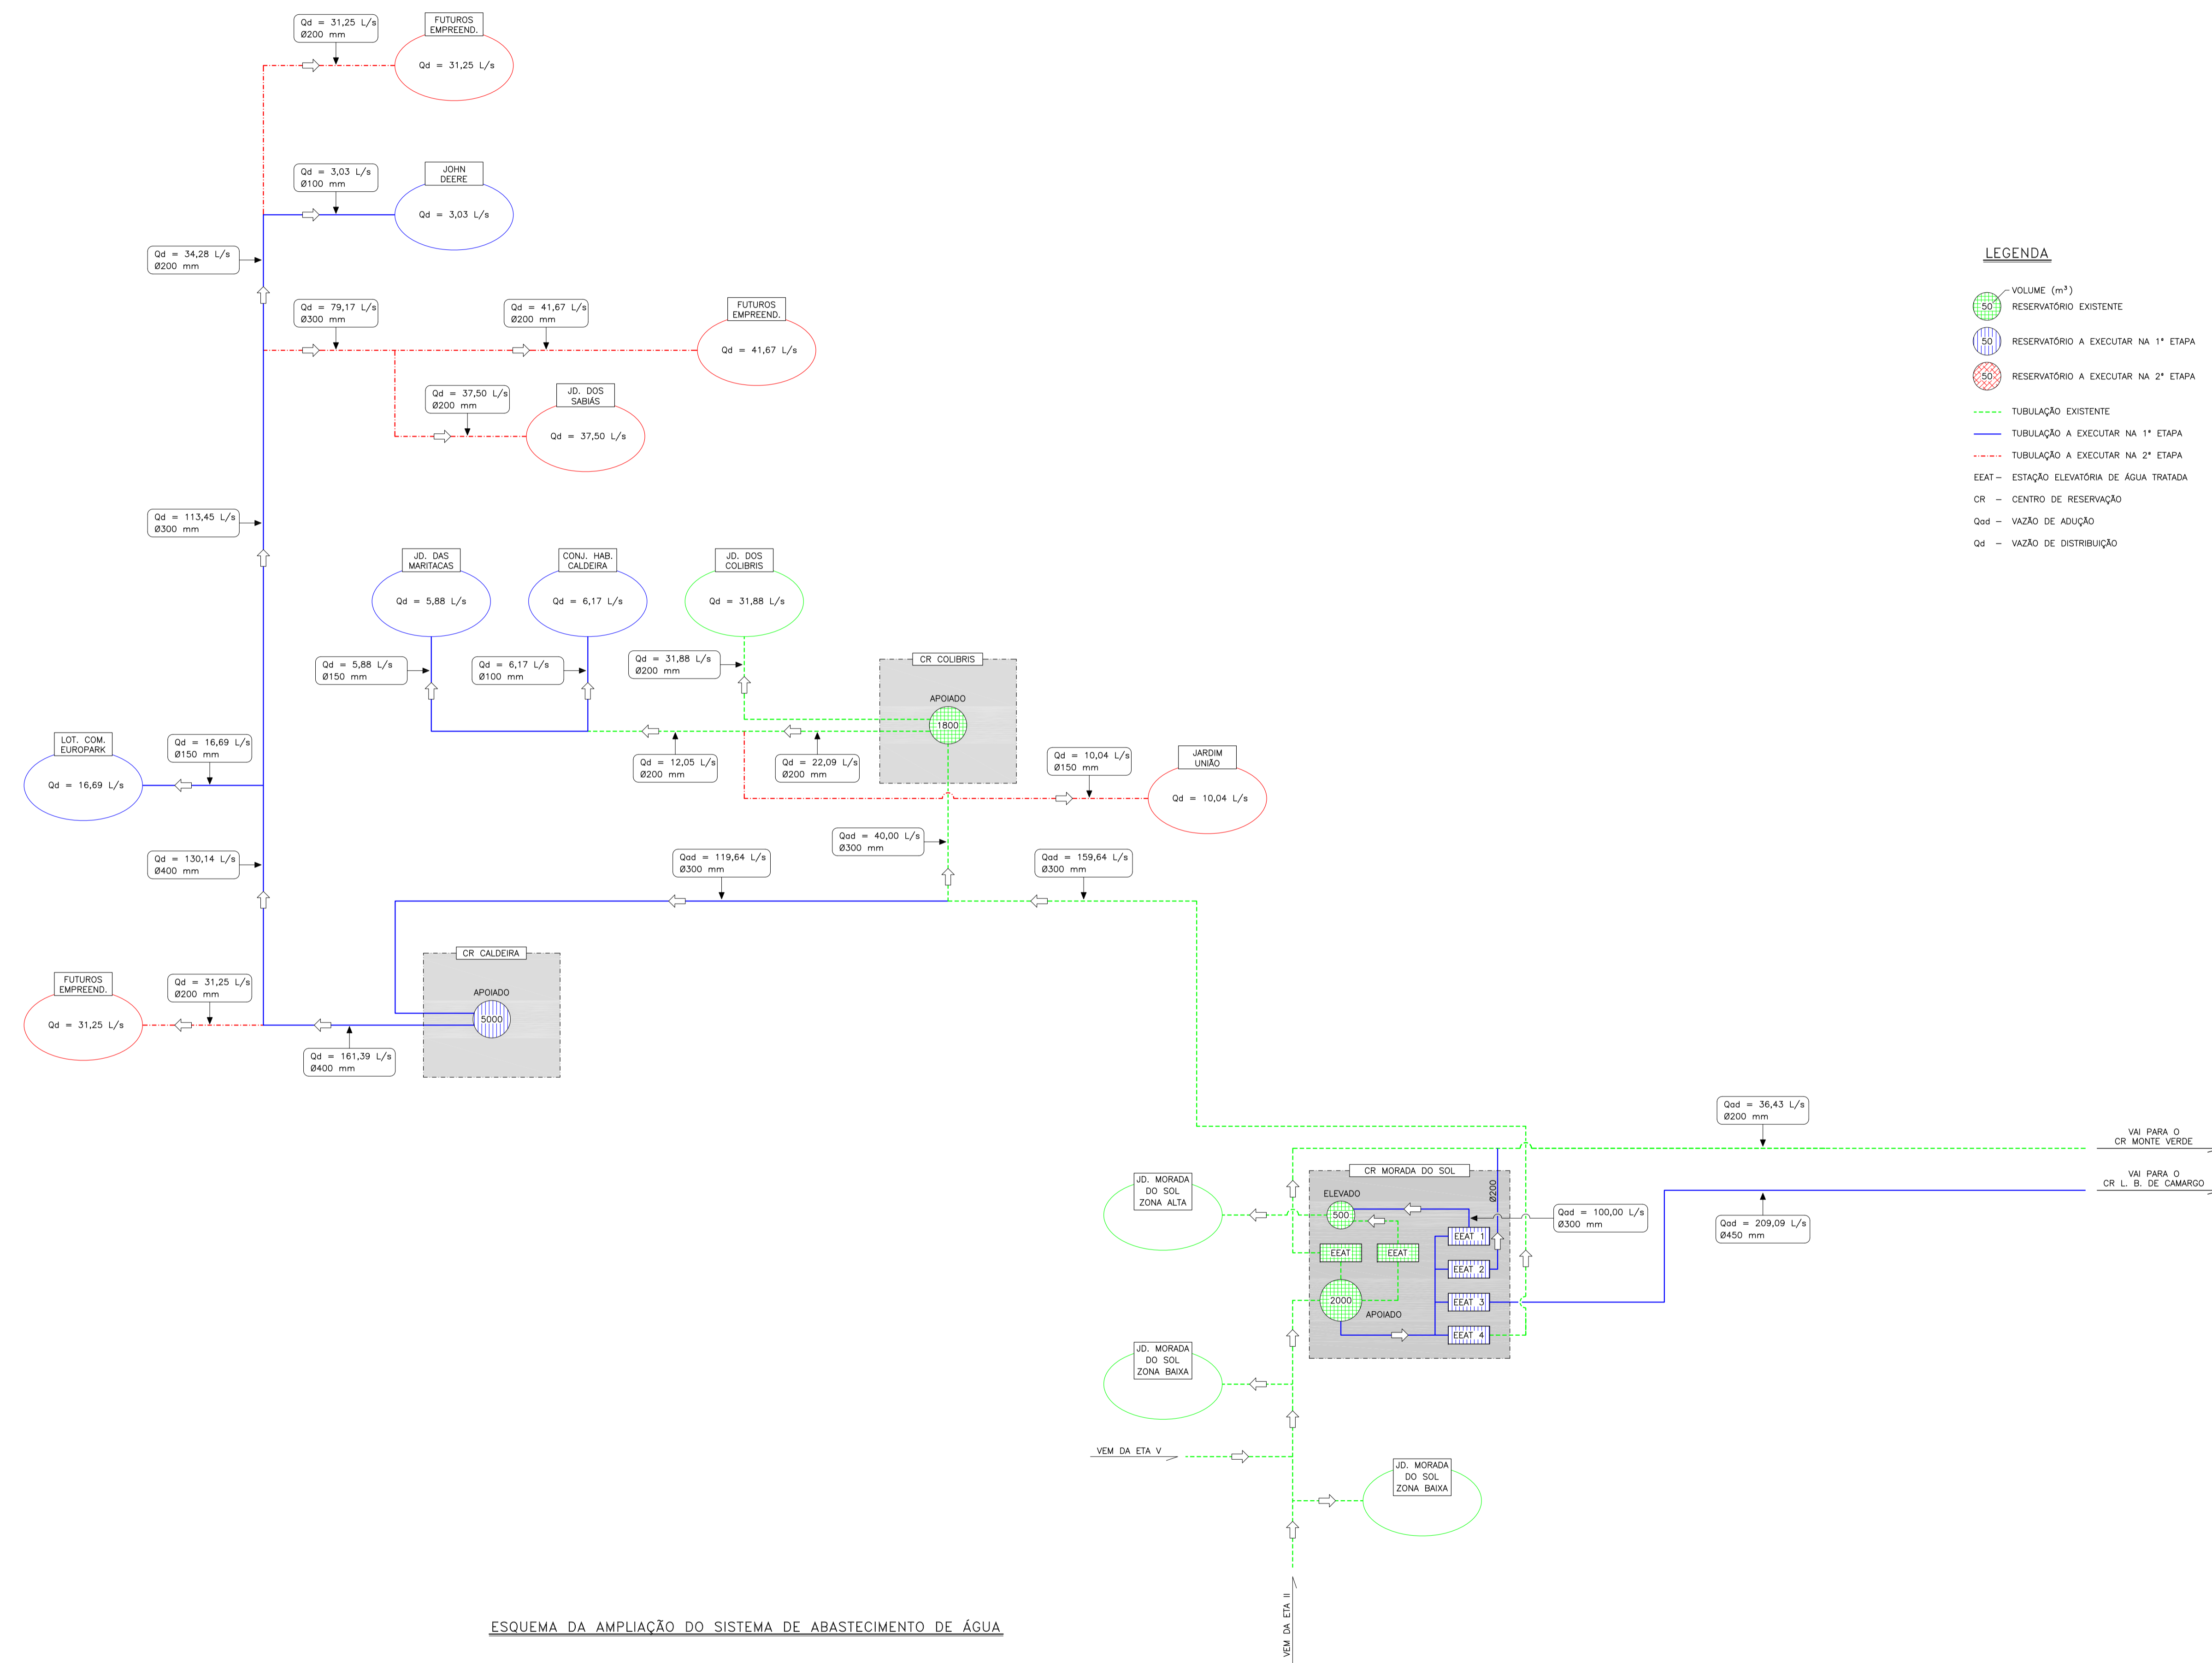 Qd = 31,25 L/s
Ø200 mm
FUTUROS
EMPREEND.
Qd = 31,25 L/s
Qd = 3,03 L/s
Ø100 mm
JOHN
DEERE
Qd = 3,03 L/s
Qd = 34,28 L/s
Ø200 mm
Qd = 79,17 L/s
Ø300 mm
Qd = 41,67 L/s
Ø200 mm
FUTUROS
EMPREEND.
Qd = 41,67 L/s
Qd = 37,50 L/s
Ø200 mm
JD. DOS
SABIÁS
Qd = 37,50 L/s
Qd = 113,45 L/s
Ø300 mm
JD. DAS
MARITACAS
Qd = 5,88 L/s
CONJ. HAB.
CALDEIRA
Qd = 6,17 L/s
JD. DOS
COLIBRIS
Qd = 31,88 L/s
Qd = 5,88 L/s
Ø150 mm
Qd = 6,17 L/s
Ø100 mm
Qd = 31,88 L/s
Ø200 mm
CR COLIBRIS
APOIADO
1800
LOT. COM.
EUROPARK
Qd = 16,69 L/s
Qd = 16,69 L/s
Ø150 mm
Qd = 12,05 L/s
Ø200 mm
Qd = 22,09 L/s
Ø200 mm
Qd = 10,04 L/s
Ø150 mm
JARDIM
UNIÃO
Qd = 10,04 L/s
Qd = 130,14 L/s
Ø400 mm
Qad = 119,64 L/s
Ø300 mm
Qad = 40,00 L/s
Ø300 mm
Qad = 159,64 L/s
Ø300 mm
CR CALDEIRA
APOIADO
5000
FUTUROS
EMPREEND.
Qd = 31,25 L/s
Qd = 31,25 L/s
Ø200 mm
Qd = 161,39 L/s
Ø400 mm
Qad = 36,43 L/s
Ø200 mm
VAI PARA O
CR MONTE VERDE
VAI PARA O
CR L. B. DE CAMARGO
Qad = 209,09 L/s
Ø450 mm
JD. MORADA
DO SOL
ZONA ALTA
CR MORADA DO SOL
ELEVADO
500
Ø200
Qad = 100,00 L/s
Ø300 mm
EEAT
EEAT
EEAT 1
EEAT 2
EEAT 3
EEAT 4
2000
APOIADO
JD. MORADA
DO SOL
ZONA BAIXA
VEM DA ETA V
JD. MORADA
DO SOL
ZONA BAIXA
VEM DA ETA II
LEGENDA
VOLUME (m³)
50
RESERVATÓRIO EXISTENTE
50
RESERVATÓRIO A EXECUTAR NA 1ª ETAPA
50
RESERVATÓRIO A EXECUTAR NA 2ª ETAPA
TUBULAÇÃO EXISTENTE
TUBULAÇÃO A EXECUTAR NA 1ª ETAPA
TUBULAÇÃO A EXECUTAR NA 2ª ETAPA
EEAT – ESTAÇÃO ELEVATÓRIA DE ÁGUA TRATADA
CR – CENTRO DE RESERVAÇÃO
Qad – VAZÃO DE ADUÇÃO
Qd – VAZÃO DE DISTRIBUIÇÃO
ESQUEMA DA AMPLIAÇÃO DO SISTEMA DE ABASTECIMENTO DE ÁGUA